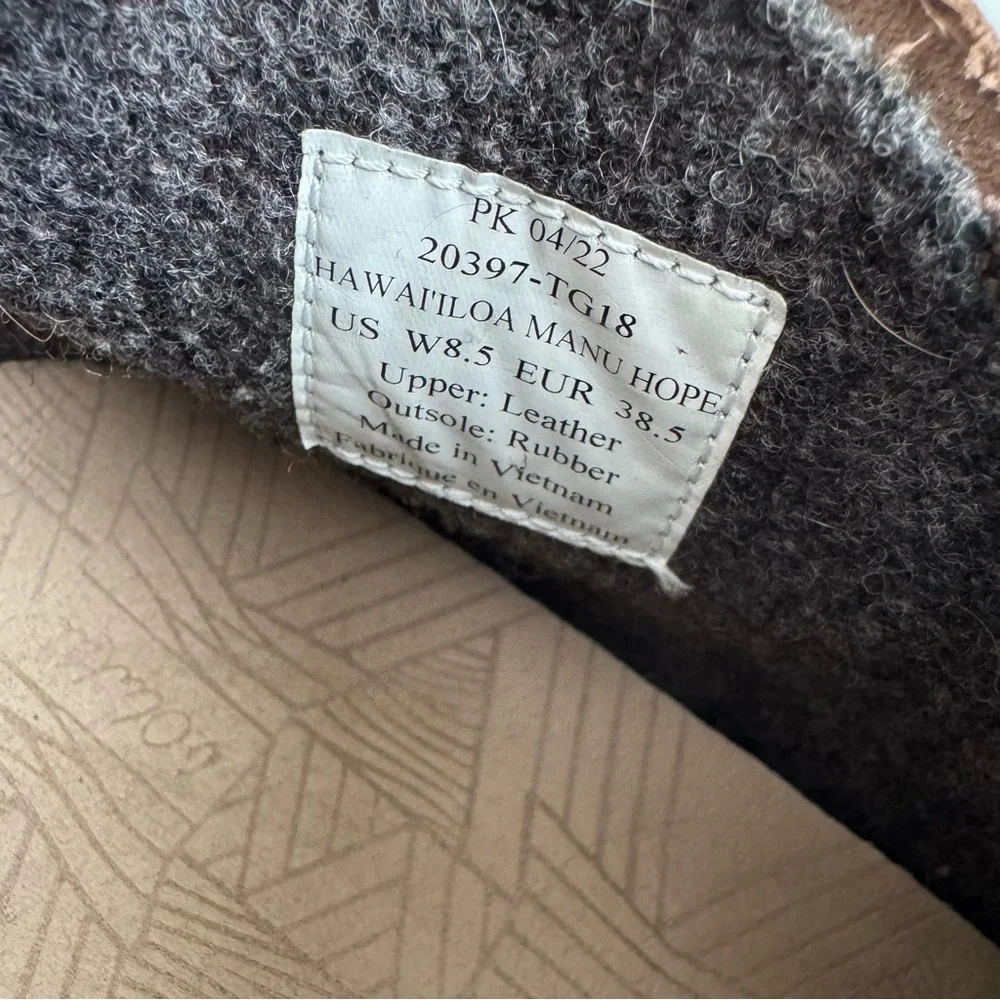 PK 04/22
20397-TG18
HAWAI'ILOA MANU HOPE
US W8.5 EUR 38.5
Upper: Leather
Outsole: Rubber
Made in Vietnam
Fabriqué en Vietnam